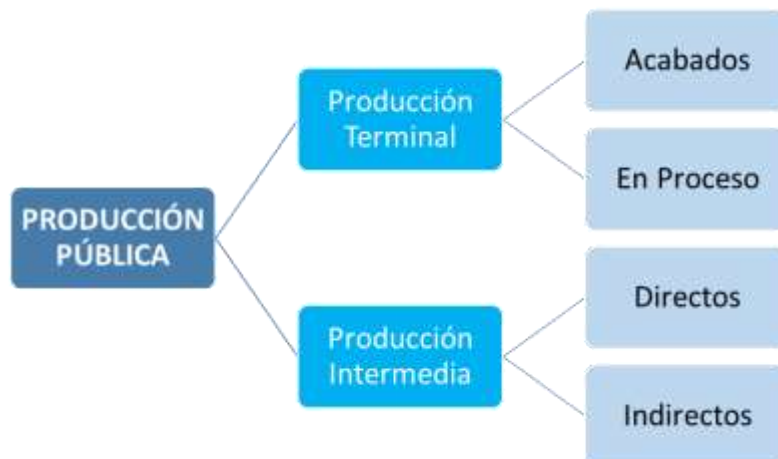 PRODUCCIÓN
PÚBLICA
Producción
Terminal
Acabados
En Proceso
Producción
Intermedia
Directos
Indirectos